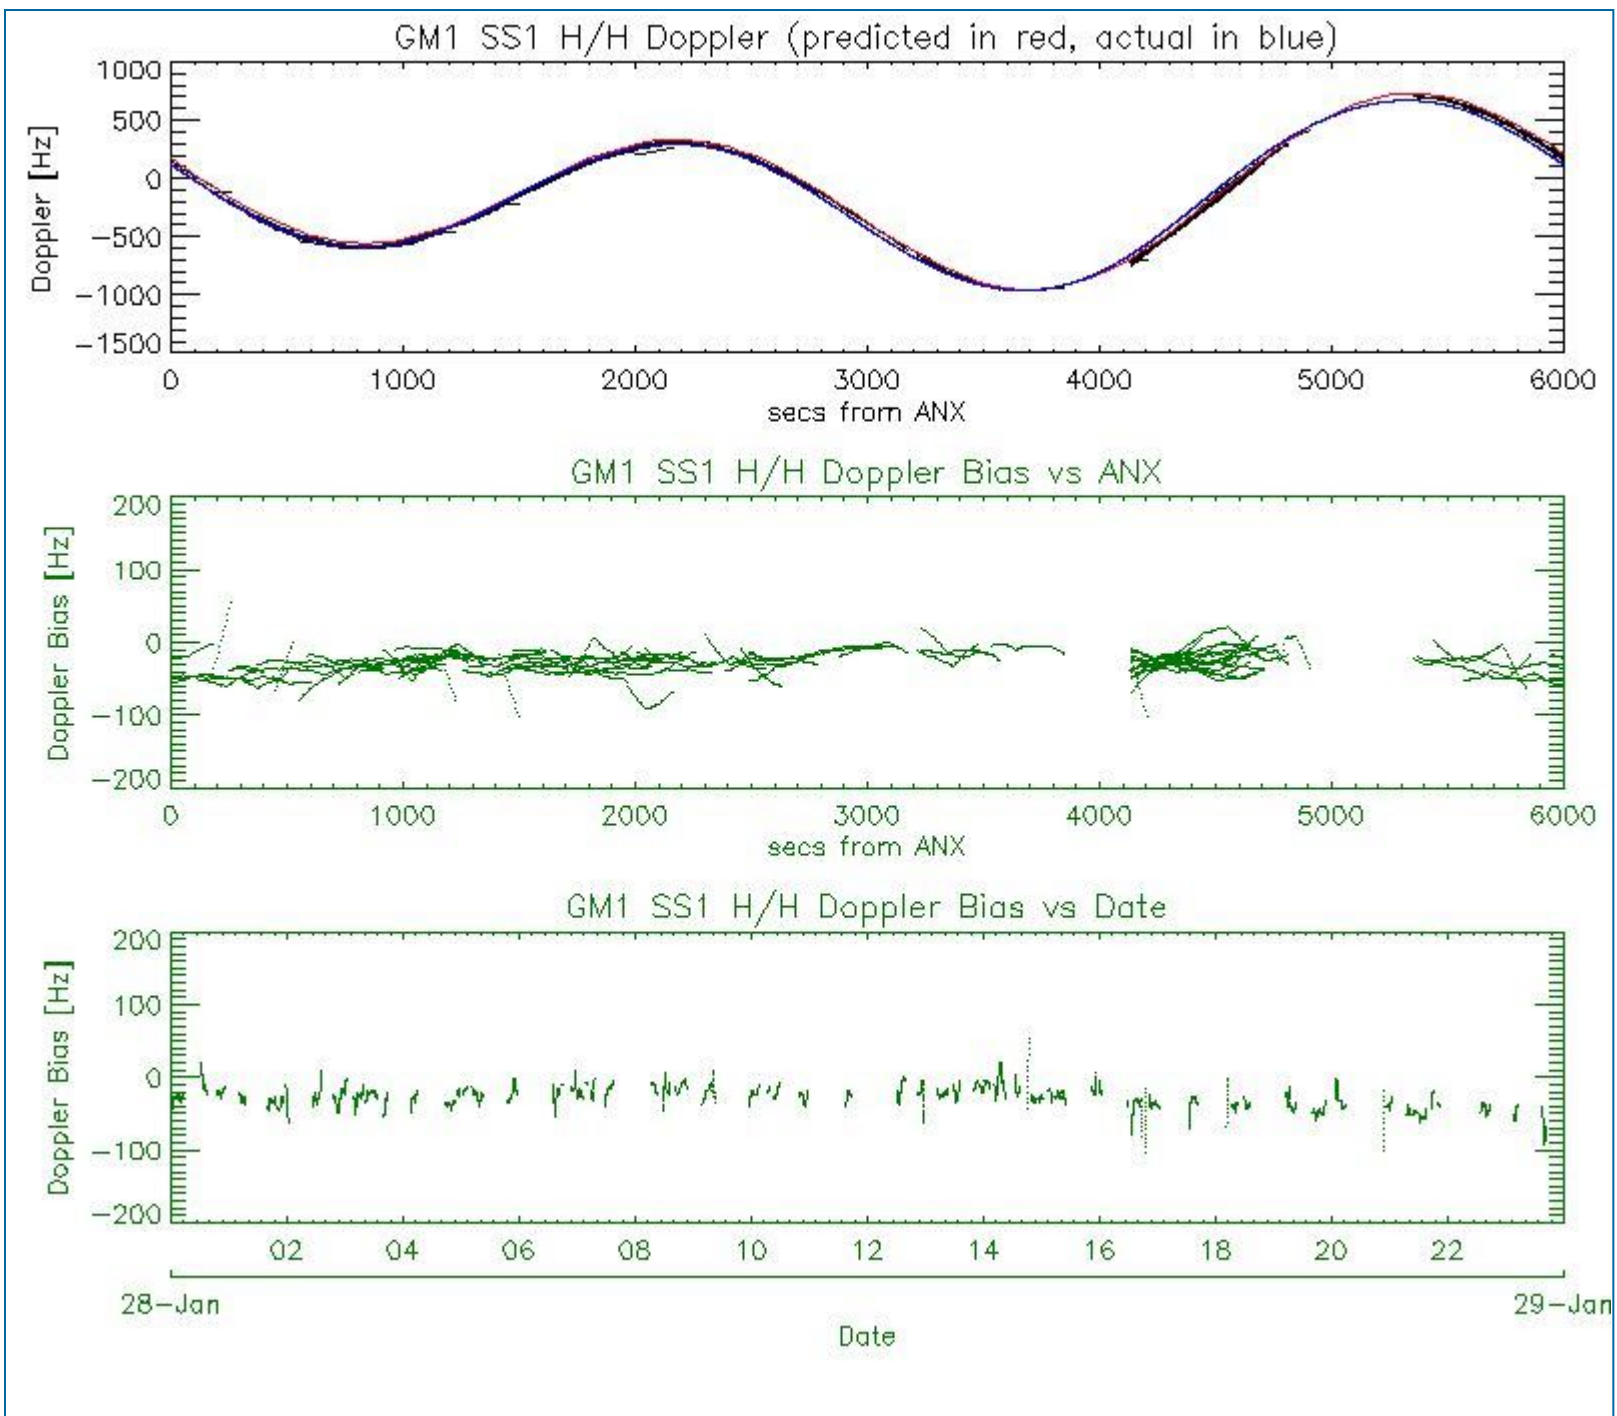 GM1 SS1 H/H Doppler (predicted in red, actual in blue)
1000
500
0
-500
-1000
-1500
Doppler [Hz]
0 1000 2000 3000 4000 5000 6000
secs from ANX
GM1 SS1 H/H Doppler Bias vs ANX
200
100
0
-100
-200
Doppler Bias [Hz]
0 1000 2000 3000 4000 5000 6000
secs from ANX
GM1 SS1 H/H Doppler Bias vs Date
200
100
0
-100
-200
Doppler Bias [Hz]
02 04 06 08 10 12 14 16 18 20 22
28-Jan 29-Jan
Date